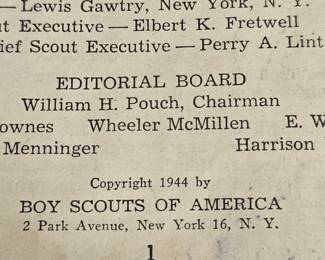 — Lewis Gawtry, New York, N. Y.
ut Executive — Elbert K. Fretwell
ief Scout Executive — Perry A. Lint
EDITORIAL BOARD
William H. Pouch, Chairman
ownes Wheeler McMillen E. W
Menninger Harrison
Copyright 1944 by
BOY SCOUTS OF AMERICA
2 Park Avenue, New York 16, N. Y.
1